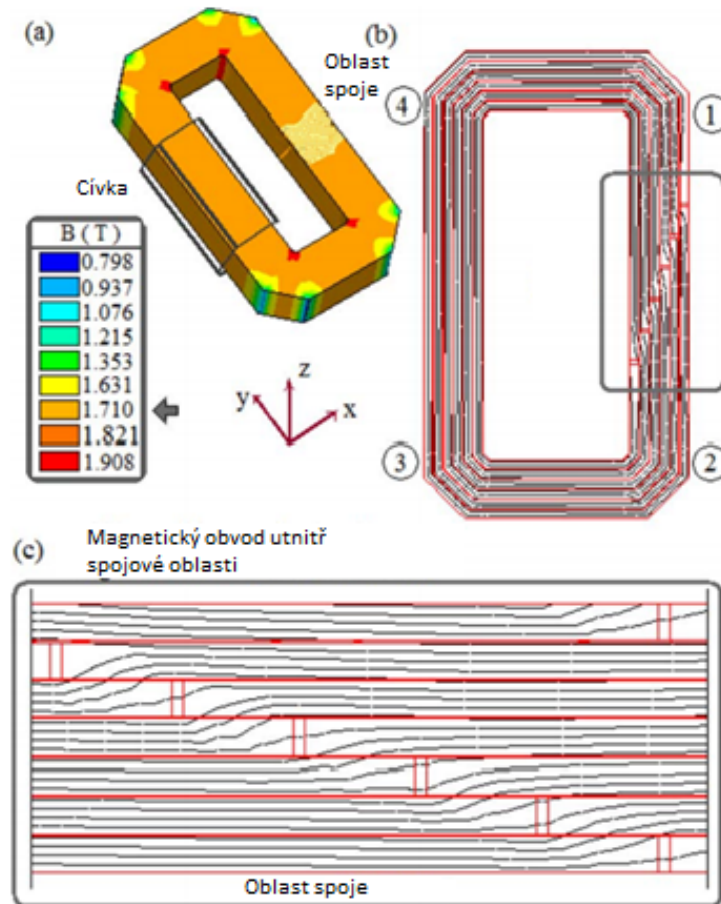 (a)
Oblast
spoje
(b)
Cívka
B ( T )
0.798
0.937
1.076
1.215
1.353
1.631
1.710
1.821
1.908
z
y
x
4
1
3
2
Magnetický obvod utnitř
spojové oblasti
(c)
Oblast spoje